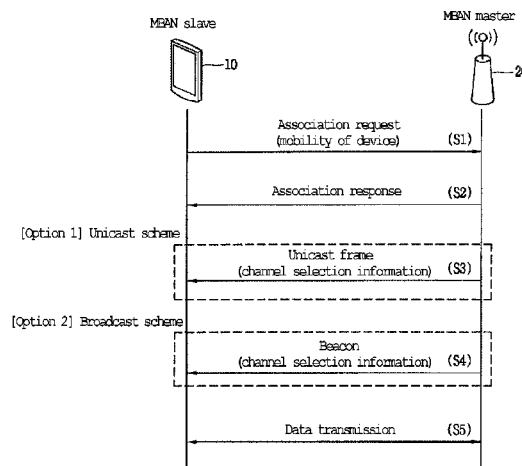 MBAN slave
MBAN master
10
2
Association request
(mobility of device)
(S1)
Association response
(S2)
[Option 1] Unicast scheme
Unicast frame
(channel selection information)
(S3)
[Option 2] Broadcast scheme
Beacon
(channel selection information)
(S4)
Data transmission
(S5)